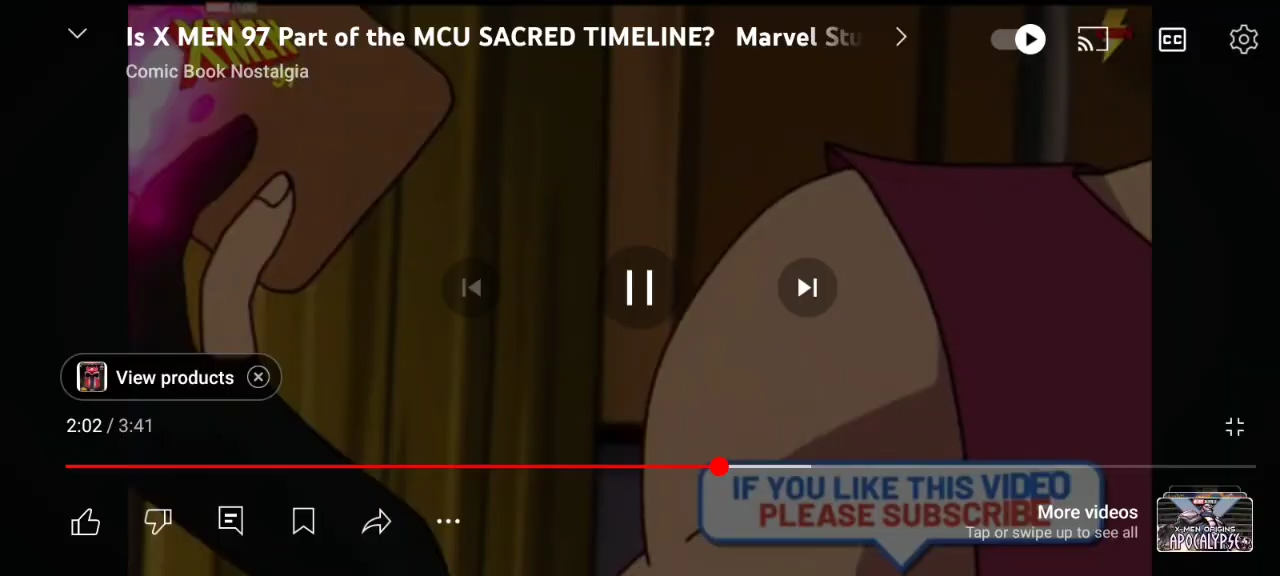 Is X MEN 97 Part of the MCU SACRED TIMELINE? Marvel Stu
Comic Book Nostalgia
X-MEN
CC
View products
2:02 / 3:41
IF YOU LIKE THIS VIDEO
PLEASE SUBSCRIBE
More videos
Tap or swipe up to see all
X-MEN ORIGINS
APOCALYPSE